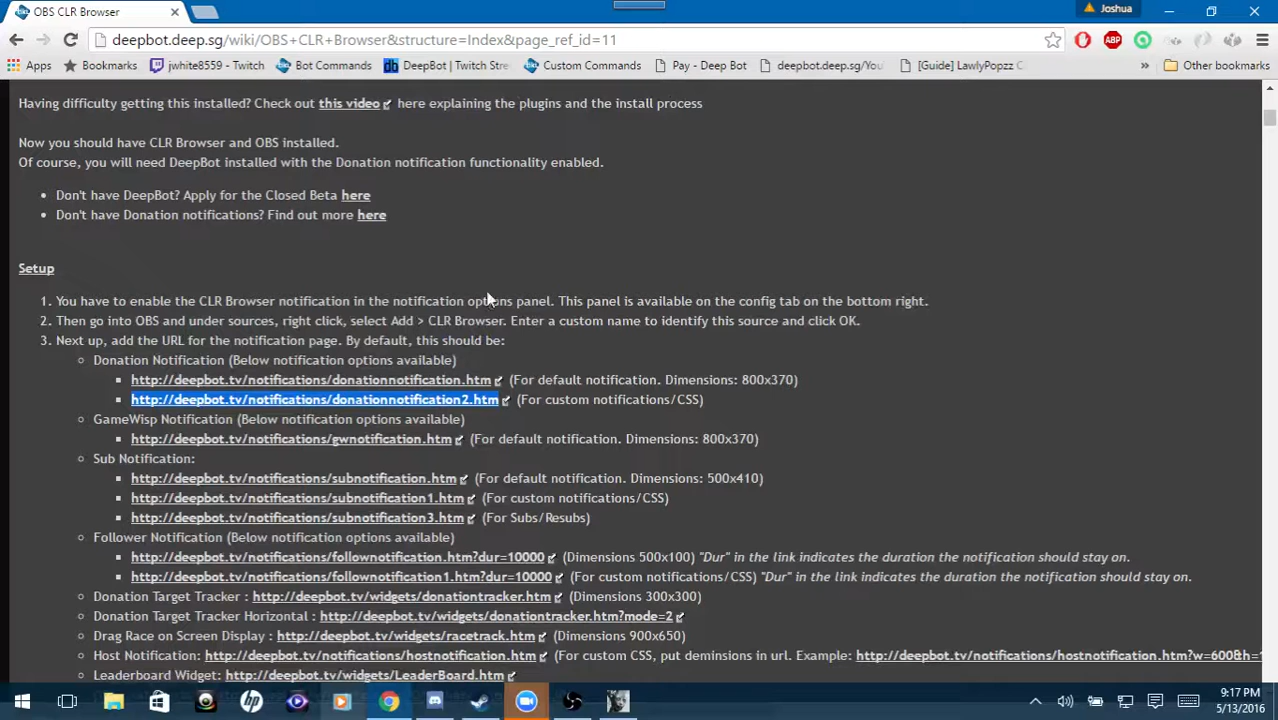 OBS CLR Browser
Joshua
deepbot.deep.sg/wiki/OBS+CLR+Browser&structure=Index&page_ref_id=11
Apps Bookmarks jwhite8559 - Twitch Bot Commands DeepBot | Twitch Stre Custom Commands Pay - Deep Bot deepbot.deep.sg/You [Guide] LawlyPopzz C » Other bookmarks
Having difficulty getting this installed? Check out this video here explaining the plugins and the install process
Now you should have CLR Browser and OBS installed.
Of course, you will need DeepBot installed with the Donation notification functionality enabled.
• Don't have DeepBot? Apply for the Closed Beta here
• Don't have Donation notifications? Find out more here
Setup
1. You have to enable the CLR Browser notification in the notification options panel. This panel is available on the config tab on the bottom right.
2. Then go into OBS and under sources, right click, select Add > CLR Browser. Enter a custom name to identify this source and click OK.
3. Next up, add the URL for the notification page. By default, this should be:
Donation Notification (Below notification options available)
http://deepbot.tv/notifications/donationnotification.htm (For default notification. Dimensions: 800x370)
http://deepbot.tv/notifications/donationnotification2.htm (For custom notifications/CSS)
GameWisp Notification (Below notification options available)
http://deepbot.tv/notifications/gwnotification.htm (For default notification. Dimensions: 800x370)
Sub Notification:
http://deepbot.tv/notifications/subnotification.htm (For default notification. Dimensions: 500x410)
http://deepbot.tv/notifications/subnotification1.htm (For custom notifications/CSS)
http://deepbot.tv/notifications/subnotification3.htm (For Subs/Resubs)
Follower Notification (Below notification options available)
http://deepbot.tv/notifications/follownotification.htm?dur=10000 (Dimensions 500x100) "Dur" in the link indicates the duration the notification should stay on.
http://deepbot.tv/notifications/follownotification1.htm?dur=10000 (For custom notifications/CSS) "Dur" in the link indicates the duration the notification should stay on.
Donation Target Tracker : http://deepbot.tv/widgets/donationtracker.htm (Dimensions 300x300)
Donation Target Tracker Horizontal : http://deepbot.tv/widgets/donationtracker.htm?mode=2
Drag Race on Screen Display : http://deepbot.tv/widgets/racetrack.htm (Dimensions 900x650)
Host Notification: http://deepbot.tv/notifications/hostnotification.htm (For custom CSS, put deminsions in url. Example: http://deepbot.tv/notifications/hostnotification.htm?w=600&h=
Leaderboard Widget: http://deepbot.tv/widgets/LeaderBoard.htm
9:17 PM
5/13/2016